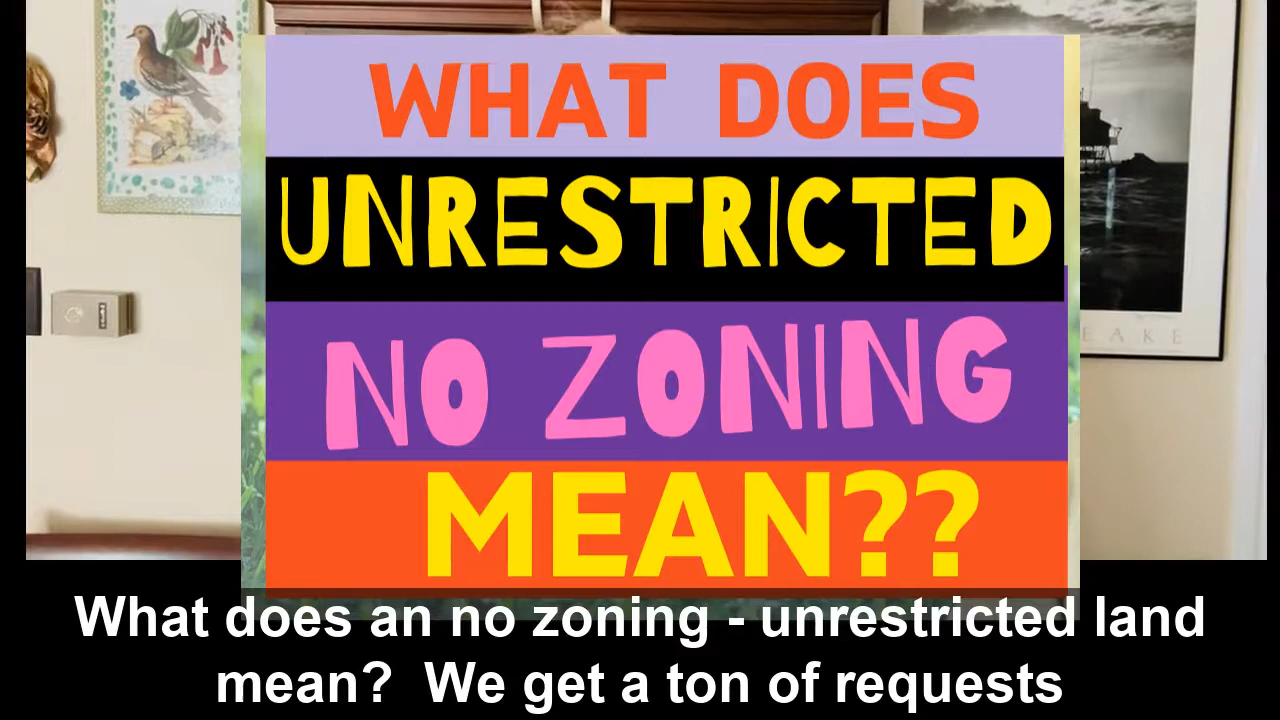 WHAT DOES
UNRESTRICTED
NO ZONING
MEAN??
EAKE
What does an no zoning - unrestricted land
mean? We get a ton of requests